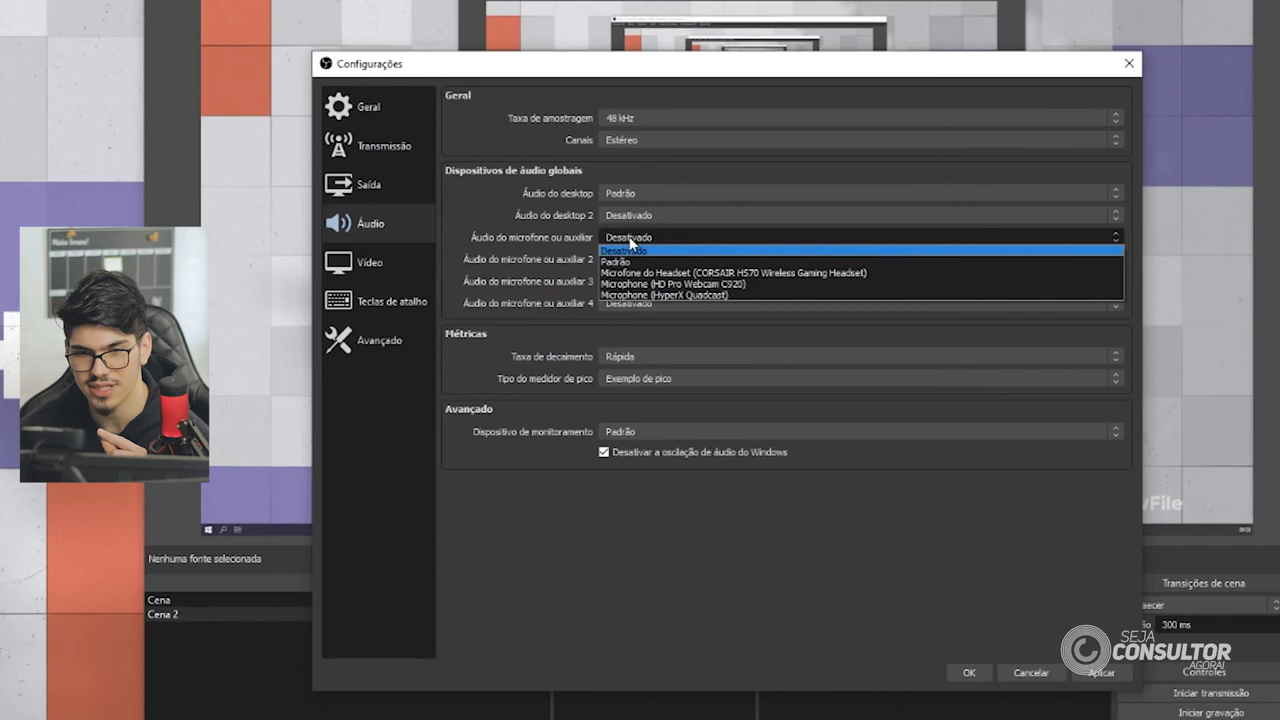 Configurações
Geral
Transmissão
Saída
Áudio
Vídeo
Teclas de atalho
Avançado
Geral
Taxa de amostragem 48 kHz
Canais Estéreo
Dispositivos de áudio globais
Áudio do desktop Padrão
Áudio do desktop 2 Desativado
Áudio do microfone ou auxiliar Desativado
Desativado
Padrão
Microfone do Headset (CORSAIR HS70 Wireless Gaming Headset)
Microphone (HD Pro Webcam C920)
Microphone (HyperX Quadcast)
Áudio do microfone ou auxiliar 2
Áudio do microfone ou auxiliar 3
Áudio do microfone ou auxiliar 4 Desativado
Métricas
Taxa de decaimento Rápida
Tipo do medidor de pico Exemplo de pico
Avançado
Dispositivo de monitoramento Padrão
Desativar a oscilação de áudio do Windows
OK
Cancelar
Aplicar
Nenhuma fonte selecionada
Cena
Cena 2
File
Transições de cena
300 ms
SEJA
CONSULTOR
AGORA!
Controles
Iniciar transmissão
Iniciar gravação